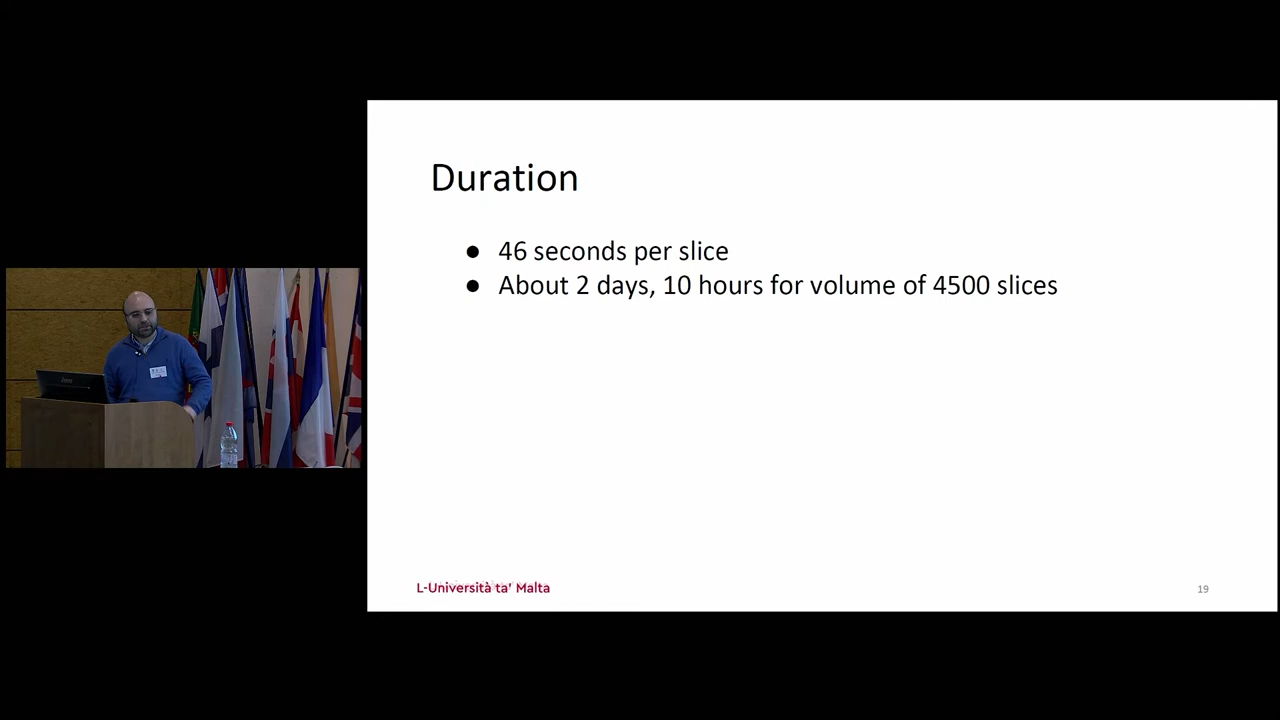 Duration
● 46 seconds per slice
● About 2 days, 10 hours for volume of 4500 slices
L-Università ta' Malta
19